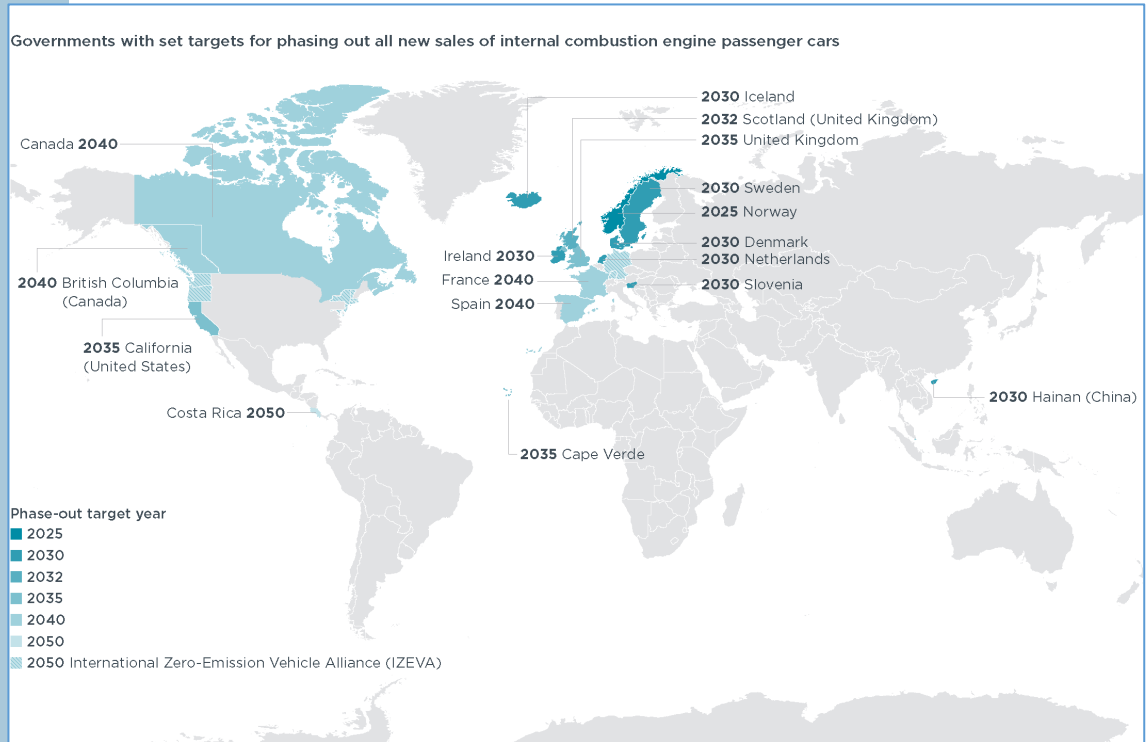 Governments with set targets for phasing out all new sales of internal combustion engine passenger cars
2030 Iceland
2032 Scotland (United Kingdom)
2035 United Kingdom
Canada 2040
2030 Sweden
2025 Norway
2030 Denmark
Ireland 2030
2030 Netherlands
France 2040
2030 Slovenia
Spain 2040
2040 British Columbia
(Canada)
2035 California
(United States)
2030 Hainan (China)
Costa Rica 2050
2035 Cape Verde
Phase-out target year
2025
2030
2032
2035
2040
2050
2050 International Zero-Emission Vehicle Alliance (IZEVA)